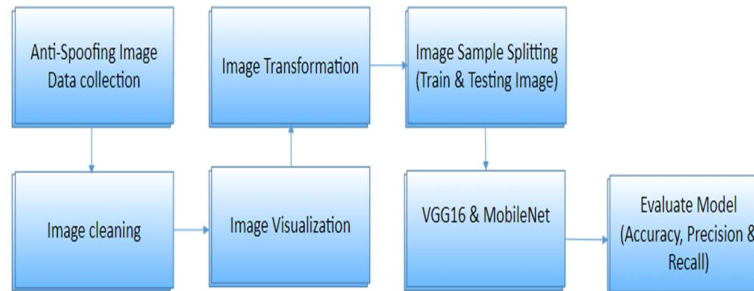 Anti-Spoofing Image
Data collection
Image cleaning
Image Visualization
Image Transformation
Image Sample Splitting
(Train & Testing Image)
VGG16 & MobileNet
Evaluate Model
(Accuracy, Precision &
Recall)